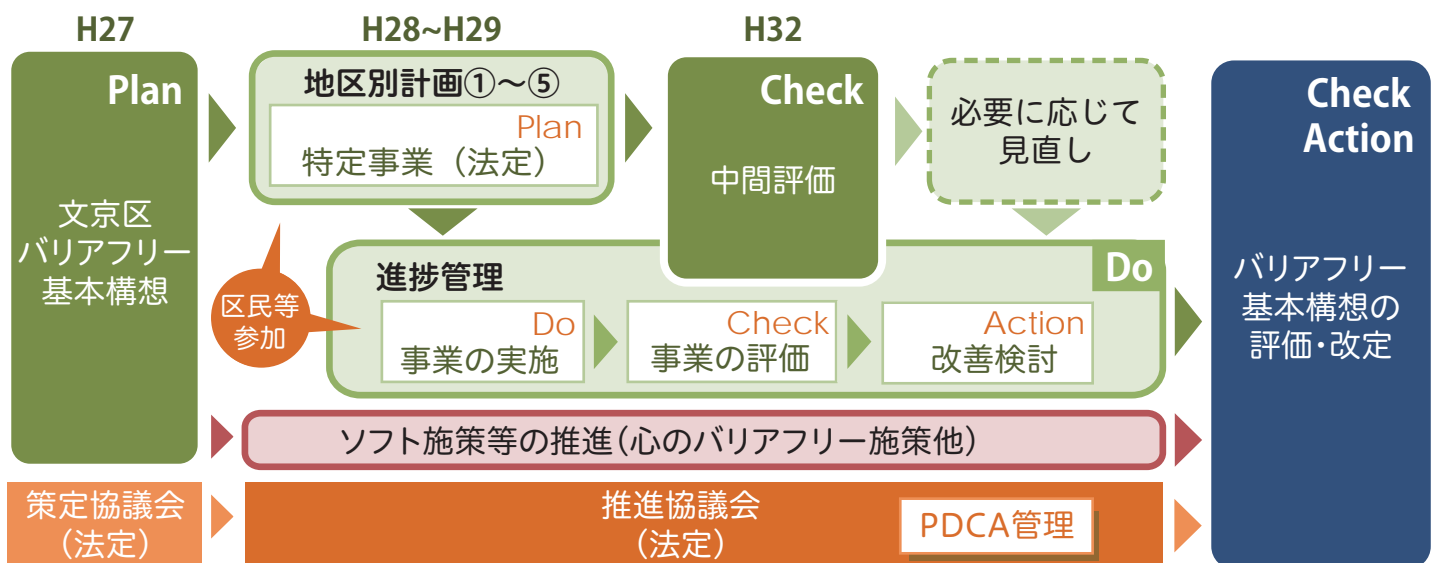 H27
H28~H29
H32
Plan
文京区
バリアフリー
基本構想
地区別計画①～⑤
Plan
特定事業（法定）
Check
中間評価
必要に応じて
見直し
Check
Action
バリアフリー
基本構想の
評価・改定
区民等
参加
進捗管理
Do
Do
事業の実施
Check
事業の評価
Action
改善検討
ソフト施策等の推進（心のバリアフリー施策他）
策定協議会
（法定）
推進協議会
（法定）
PDCA管理